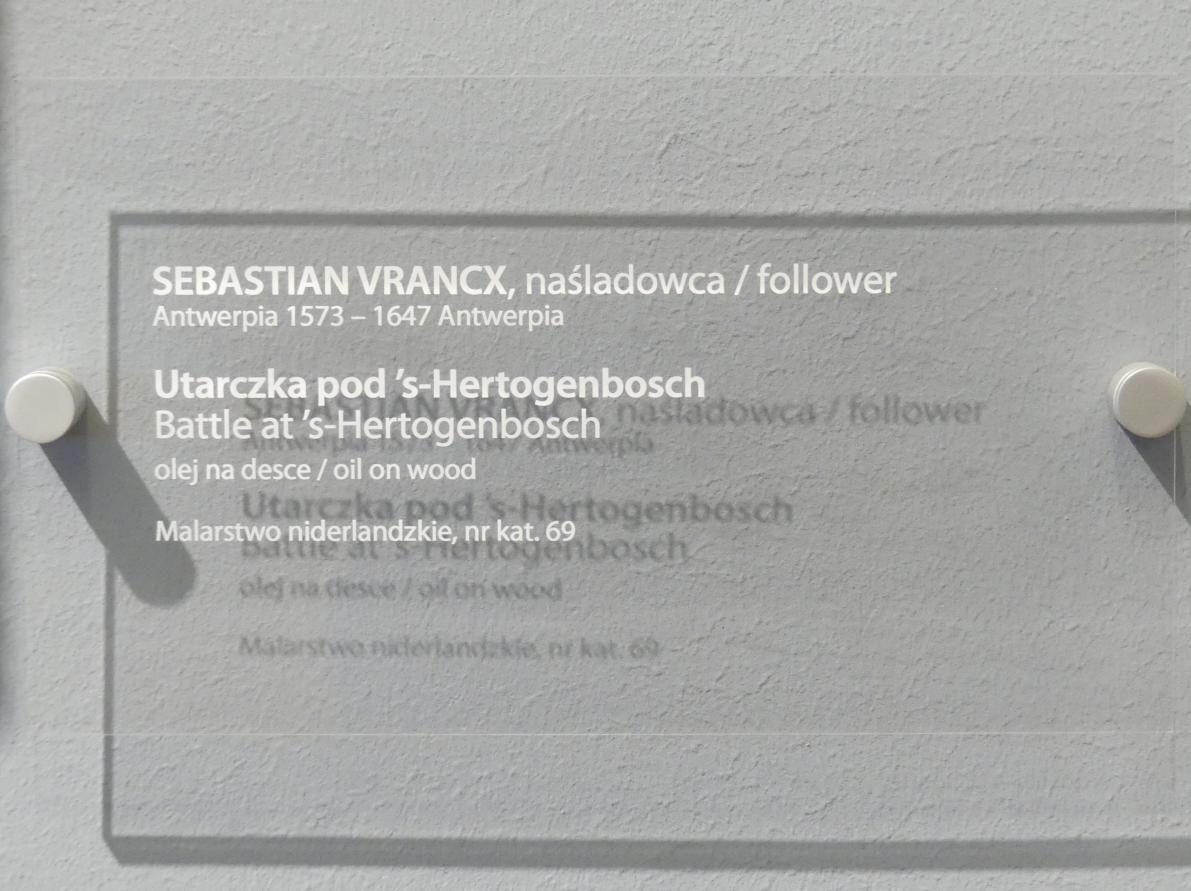 SEBASTIAN VRANCX, naśladowca / follower
Antwerpia 1573 – 1647 Antwerpia
Utarczka pod ’s-Hertogenbosch
Battle at ’s-Hertogenbosch
olej na desce / oil on wood
Malarstwo niderlandzkie, nr kat. 69